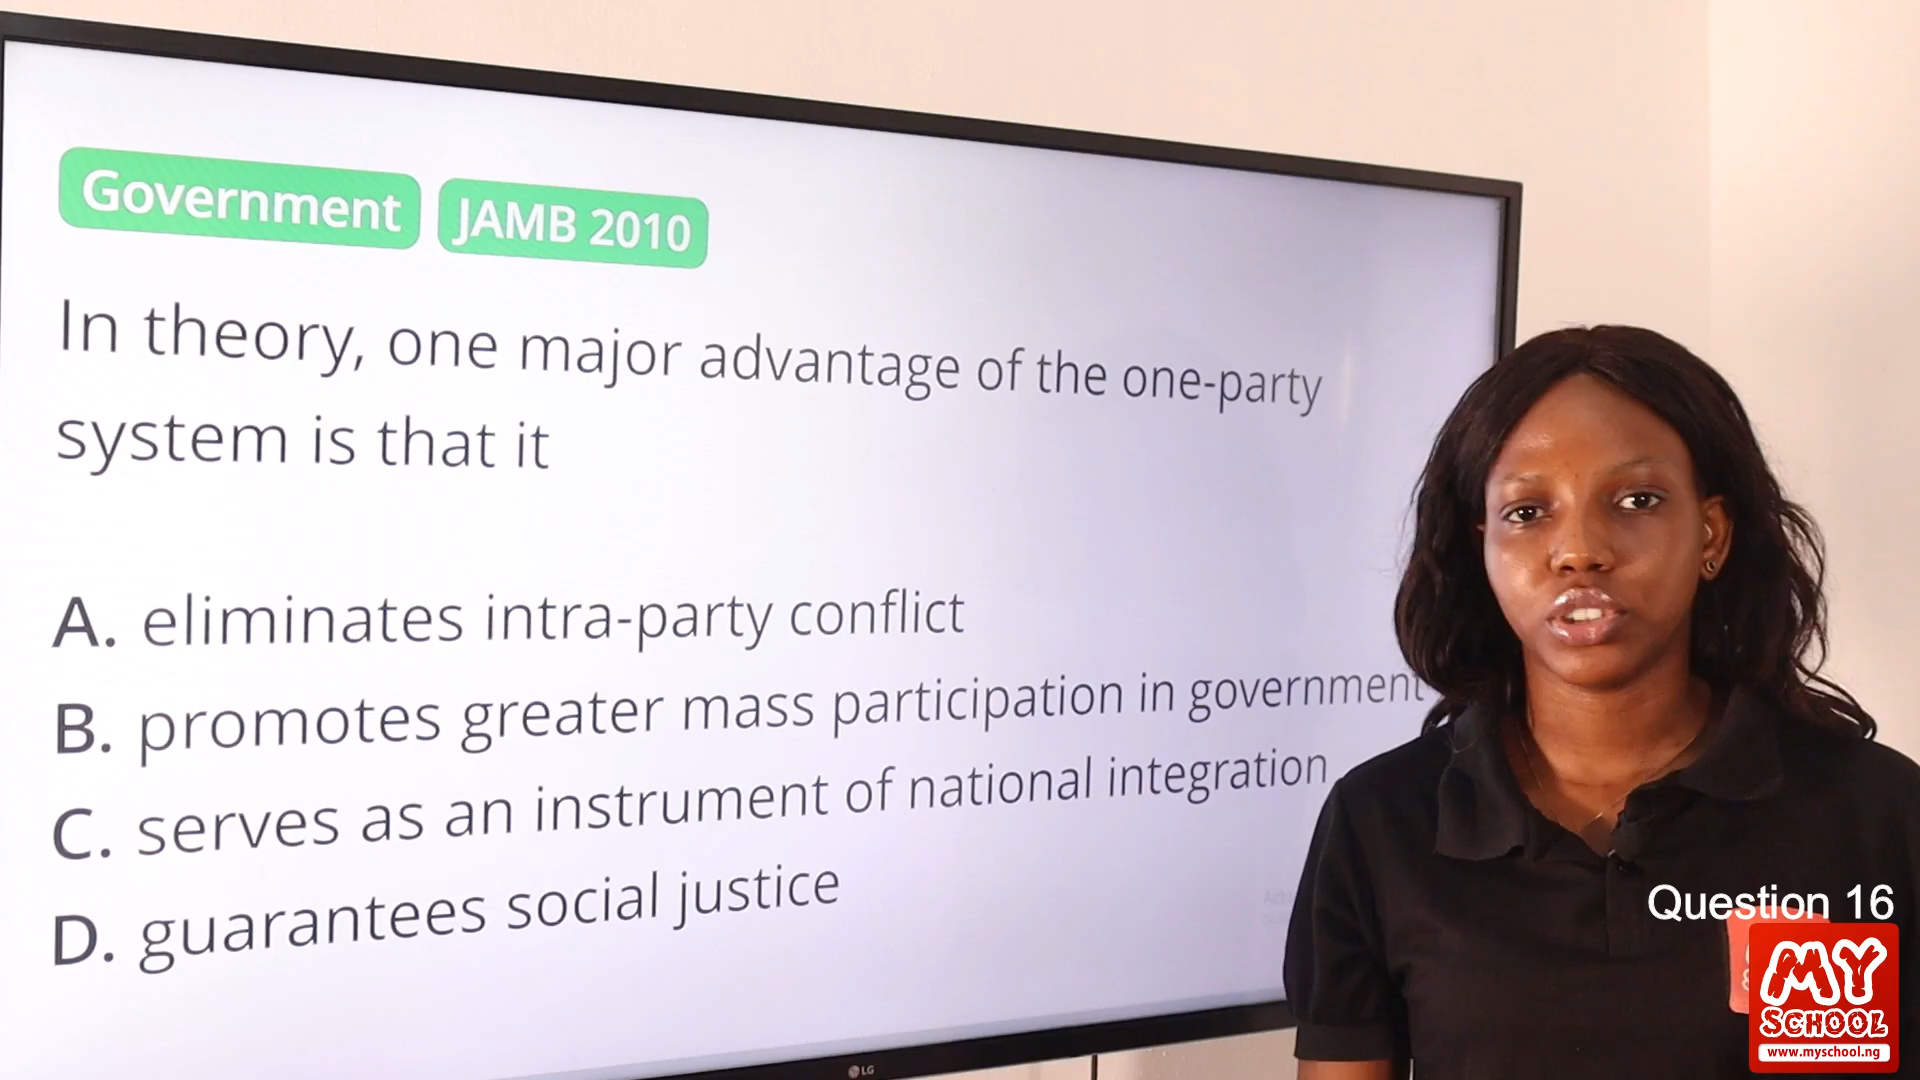 Government JAMB 2010
In theory, one major advantage of the one-party
system is that it
A. eliminates intra-party conflict
B. promotes greater mass participation in government
C. serves as an instrument of national integration
D. guarantees social justice
Question 16
MY
SCHOOL
www.myschool.ng
LG